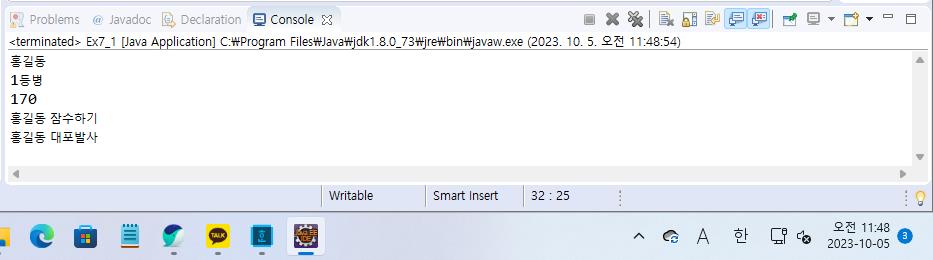 Problems @ Javadoc Declaration Console
<terminated> Ex7_1 [Java Application] C:₩Program Files₩Java₩jdk1.8.0_73₩jre₩bin₩javaw.exe (2023. 10. 5. 오전 11:48:54)
홍길동
1등병
170
홍길동 잠수하기
홍길동 대포발사
Writable Smart Insert 32 : 25
TALK Java EE IDE A 한 오전 11:48 3
2023-10-05